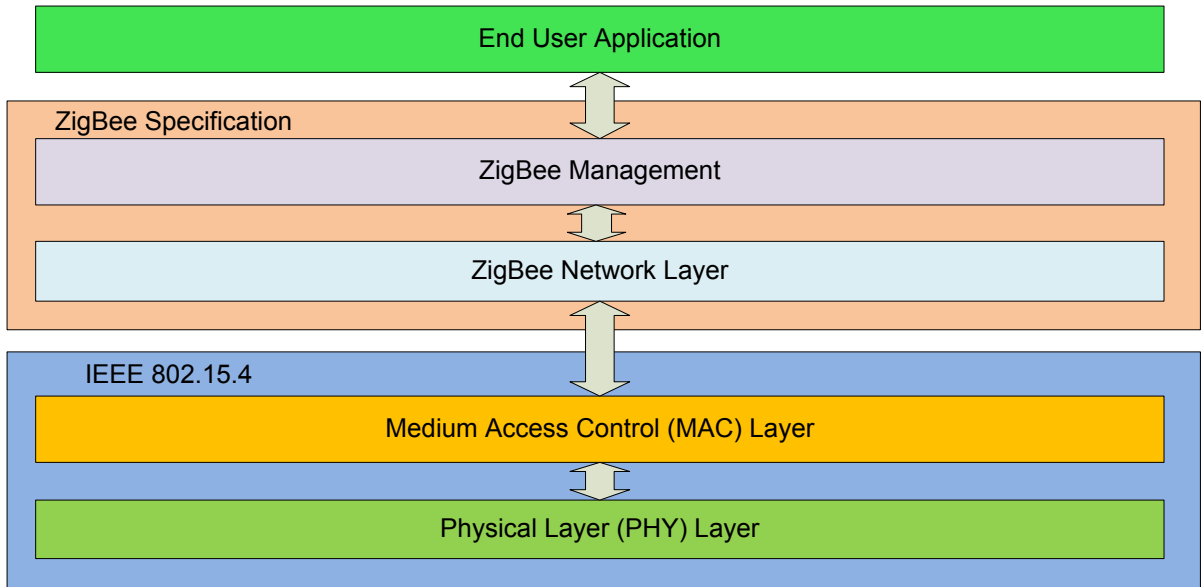 End User Application
ZigBee Specification
ZigBee Management
ZigBee Network Layer
IEEE 802.15.4
Medium Access Control (MAC) Layer
Physical Layer (PHY) Layer